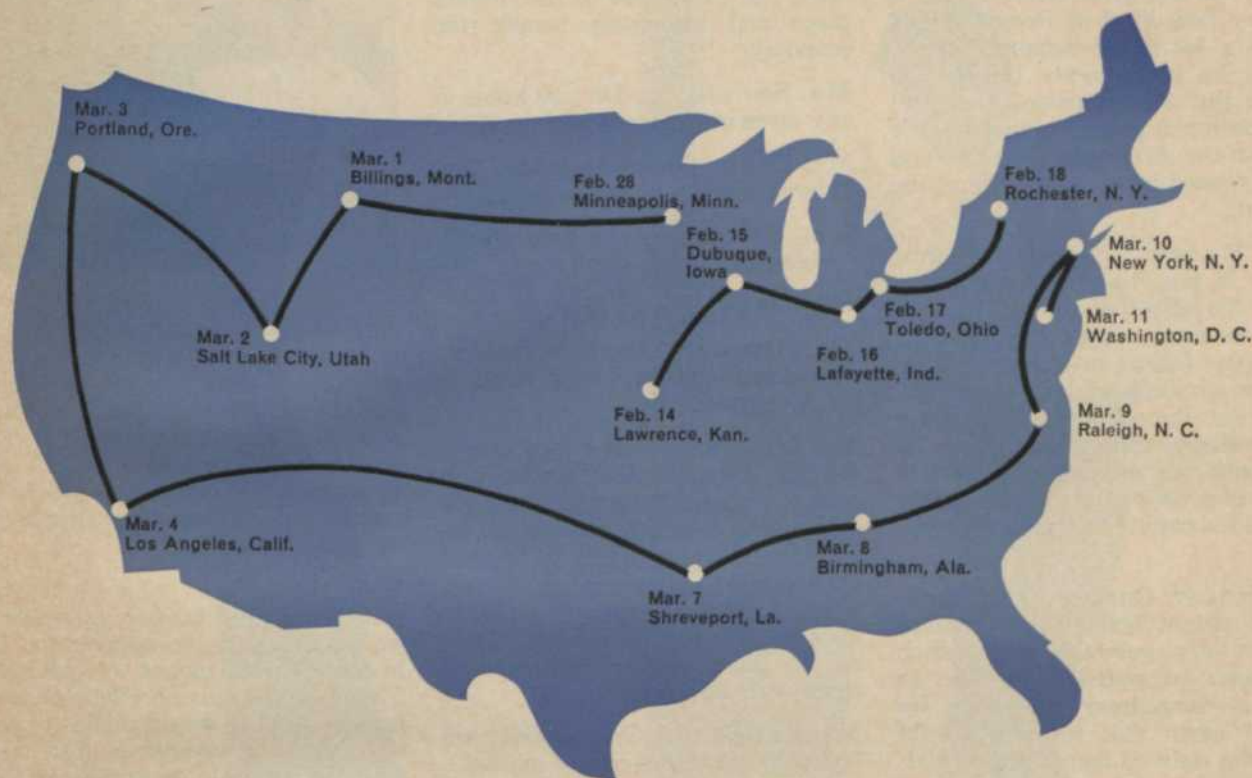 Mar. 3
Portland, Ore.
Mar. 1
Billings, Mont.
Feb. 28
Minneapolis, Minn.
Feb. 18
Rochester, N. Y.
Feb. 15
Dubuque,
Iowa
Mar. 10
New York, N. Y.
Mar. 2
Salt Lake City, Utah
Feb. 17
Toledo, Ohio
Mar. 11
Washington, D. C.
Feb. 16
Lafayette, Ind.
Feb. 14
Lawrence, Kan.
Mar. 9
Raleigh, N. C.
Mar. 4
Los Angeles, Calif.
Mar. 8
Birmingham, Ala.
Mar. 7
Shreveport, La.